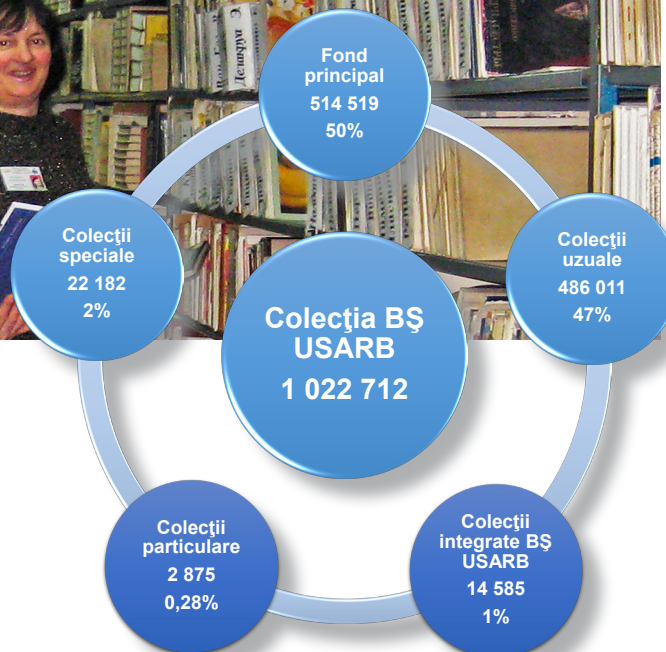 Делакруа
Fond
principal
514 519
50%
Colecţii
speciale
22 182
2%
Colecţii
uzuale
486 011
47%
Colecţia BŞ
USARB
1 022 712
Colecţii
particulare
2 875
0,28%
Colecţii
integrate BŞ
USARB
14 585
1%